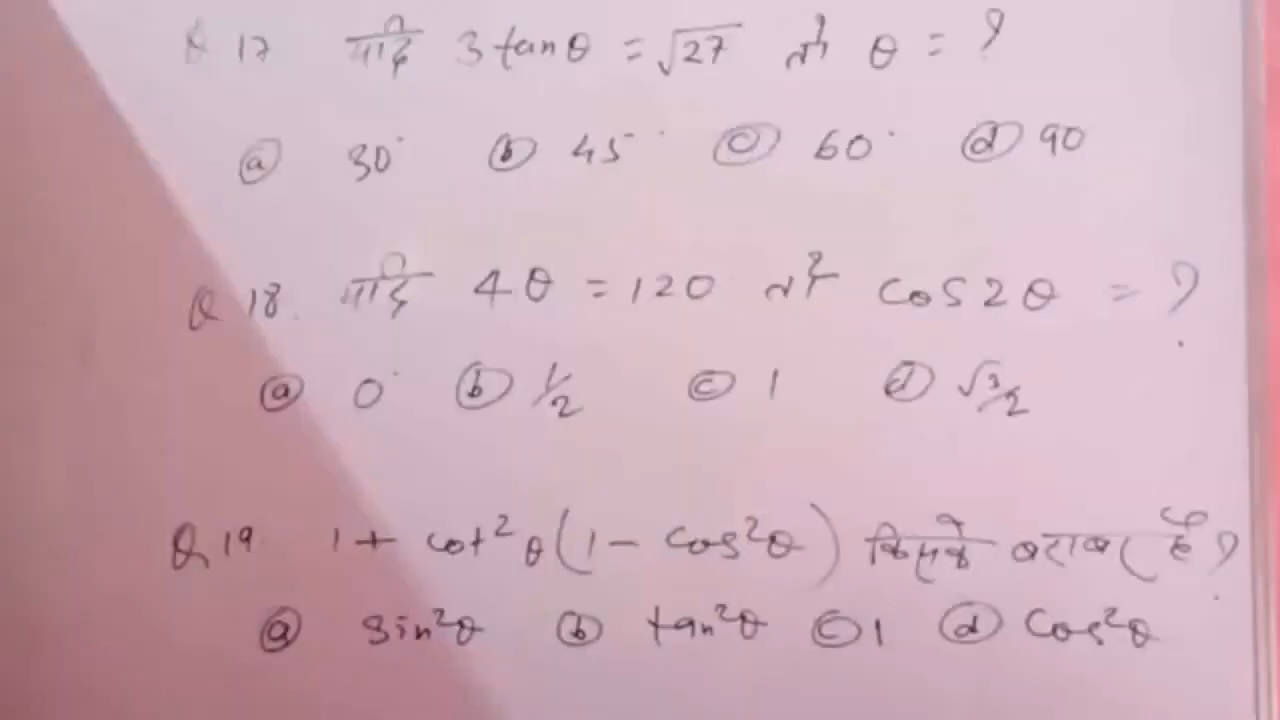 Q 17 यदि 3 tanθ = √27 तो θ = ?
ⓐ 30° ⓑ 45° ⓒ 60° ⓓ 90
Q 18. यदि 4θ = 120 तो cos2θ = ?
ⓐ 0° ⓑ 1/2 ⓒ 1 ⓓ √3/2
Q 19. 1 + cot²θ(1 - cos²θ) किसके बराबर है ?
ⓐ sin²θ ⓑ tan²θ ⓒ 1 ⓓ cos²θ